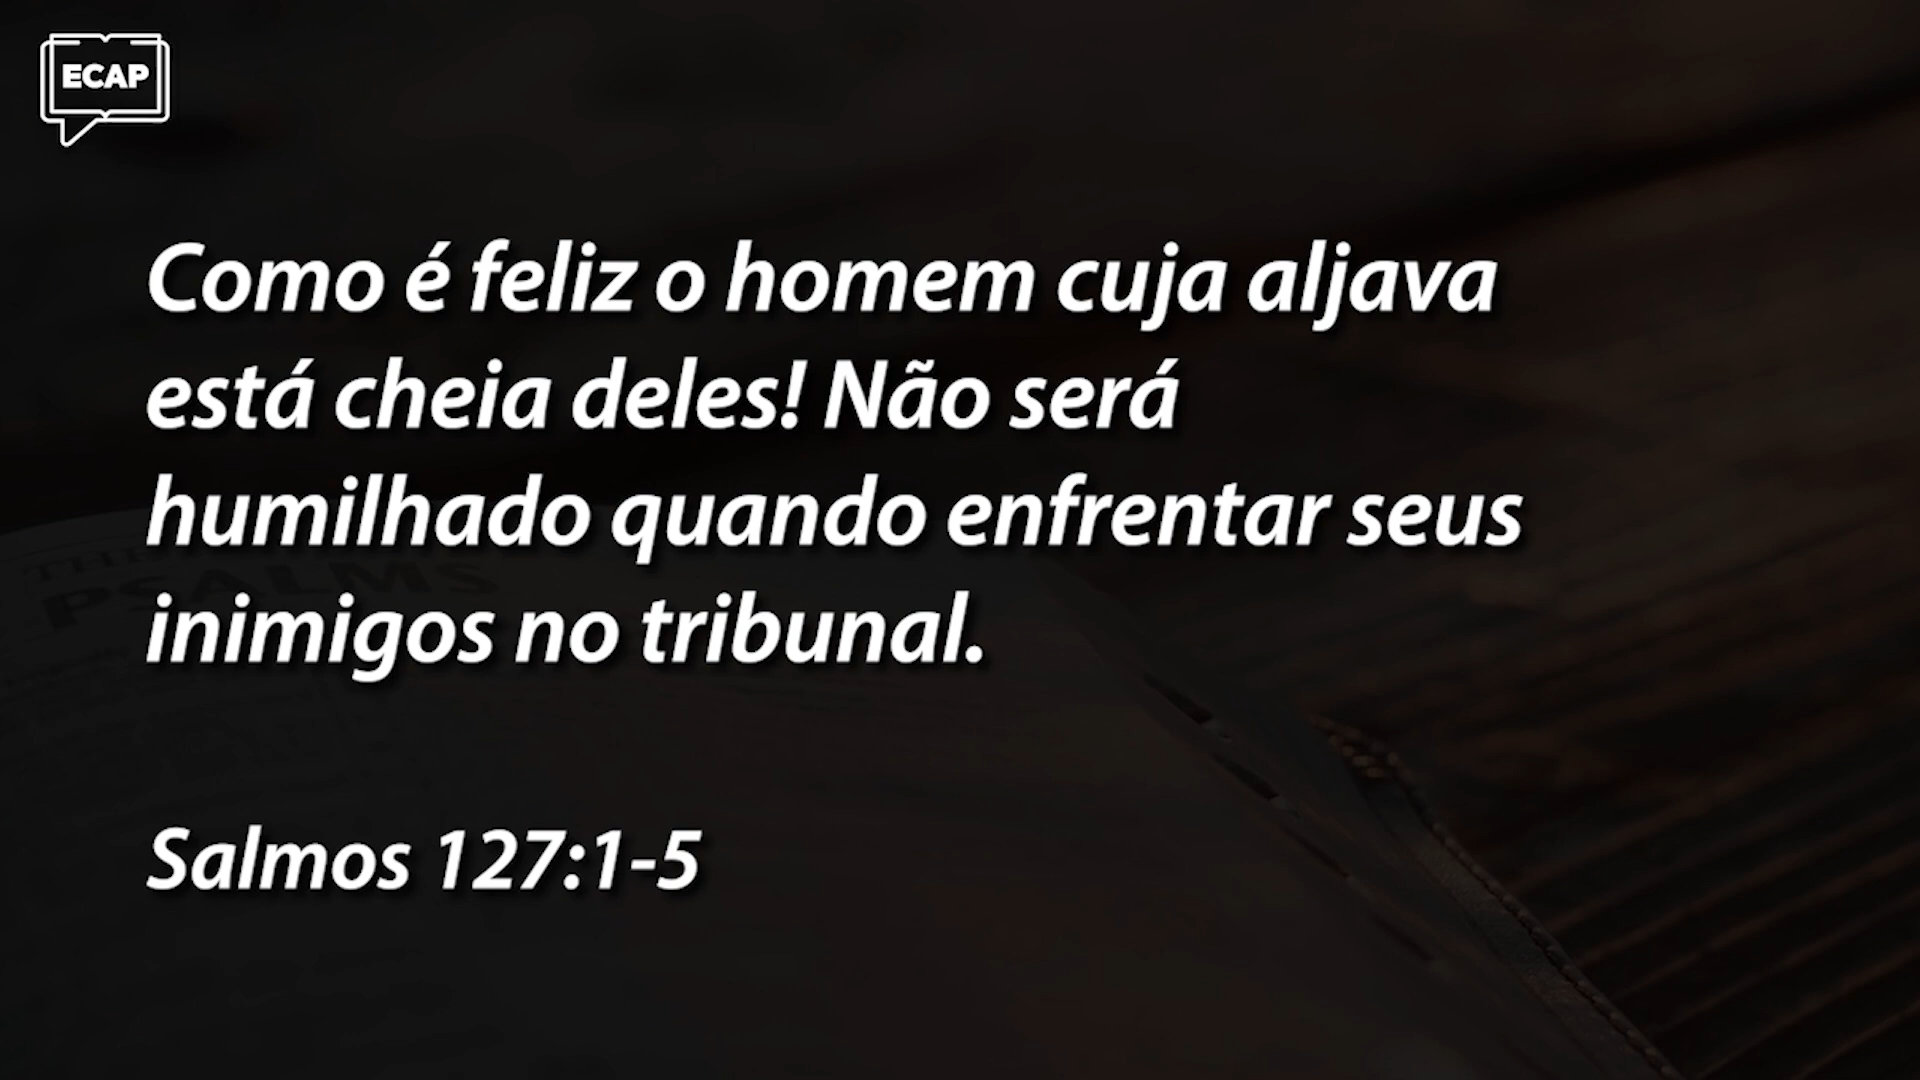 ECAP
Como é feliz o homem cuja aljava
está cheia deles! Não será
humilhado quando enfrentar seus
inimigos no tribunal.
PSALMS
Salmos 127:1-5